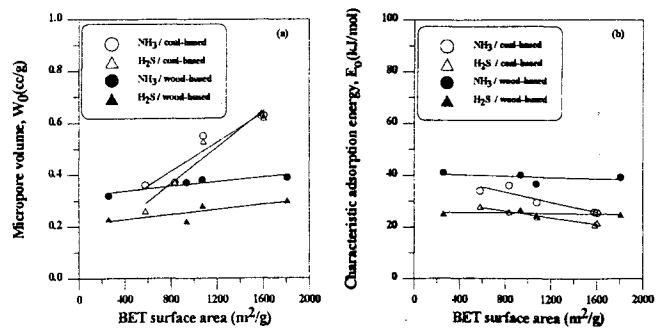 (a)
NH3 / coal-based
H2S / coal-based
NH3 / wood-based
H2S / wood-based
Micropore volume, W0(cc/g)
1.0
0.8
0.6
0.4
0.2
0.0
0 400 800 1200 1600 2000
BET surface area (m2/g)
(b)
NH3 / coal-based
H2S / coal-based
NH3 / wood-based
H2S / wood-based
Characteristic adsorption energy, Eo(kJ/mol)
100
80
60
40
20
0
0 400 800 1200 1600 2000
BET surface area (m2/g)